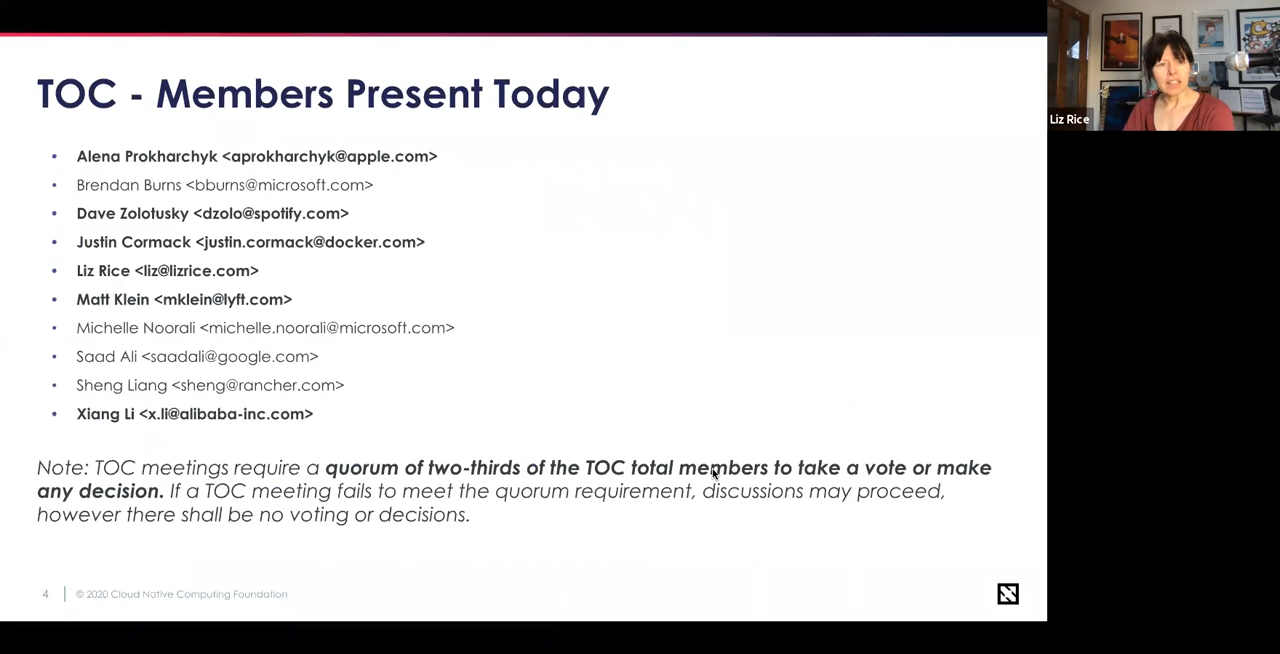 TOC - Members Present Today
• Alena Prokharchyk <aprokharchyk@apple.com>
• Brendan Burns <bburns@microsoft.com>
• Dave Zolotusky <dzolo@spotify.com>
• Justin Cormack <justin.cormack@docker.com>
• Liz Rice <liz@lizrice.com>
• Matt Klein <mklein@lyft.com>
• Michelle Noorali <michelle.noorali@microsoft.com>
• Saad Ali <saadali@google.com>
• Sheng Liang <sheng@rancher.com>
• Xiang Li <x.li@alibaba-inc.com>
Note: TOC meetings require a quorum of two-thirds of the TOC total members to take a vote or make
any decision. If a TOC meeting fails to meet the quorum requirement, discussions may proceed,
however there shall be no voting or decisions.
4 © 2020 Cloud Native Computing Foundation
Liz Rice